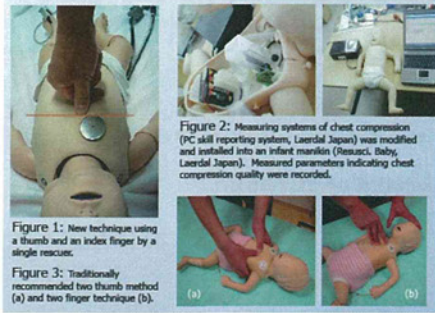 Figure 2: Measuring systems of chest compression
(PC skill reporting system, Laerdal Japan) was modified
and installed into an infant manikin (Resusci. Baby,
Laerdal Japan). Measured parameters indicating chest
compression quality were recorded.
Figure 1: New technique using
a thumb and an index finger by a
single rescuer.
Figure 3: Traditionally
recommended two thumb method
(a) and two finger technique (b).
(a)
(b)